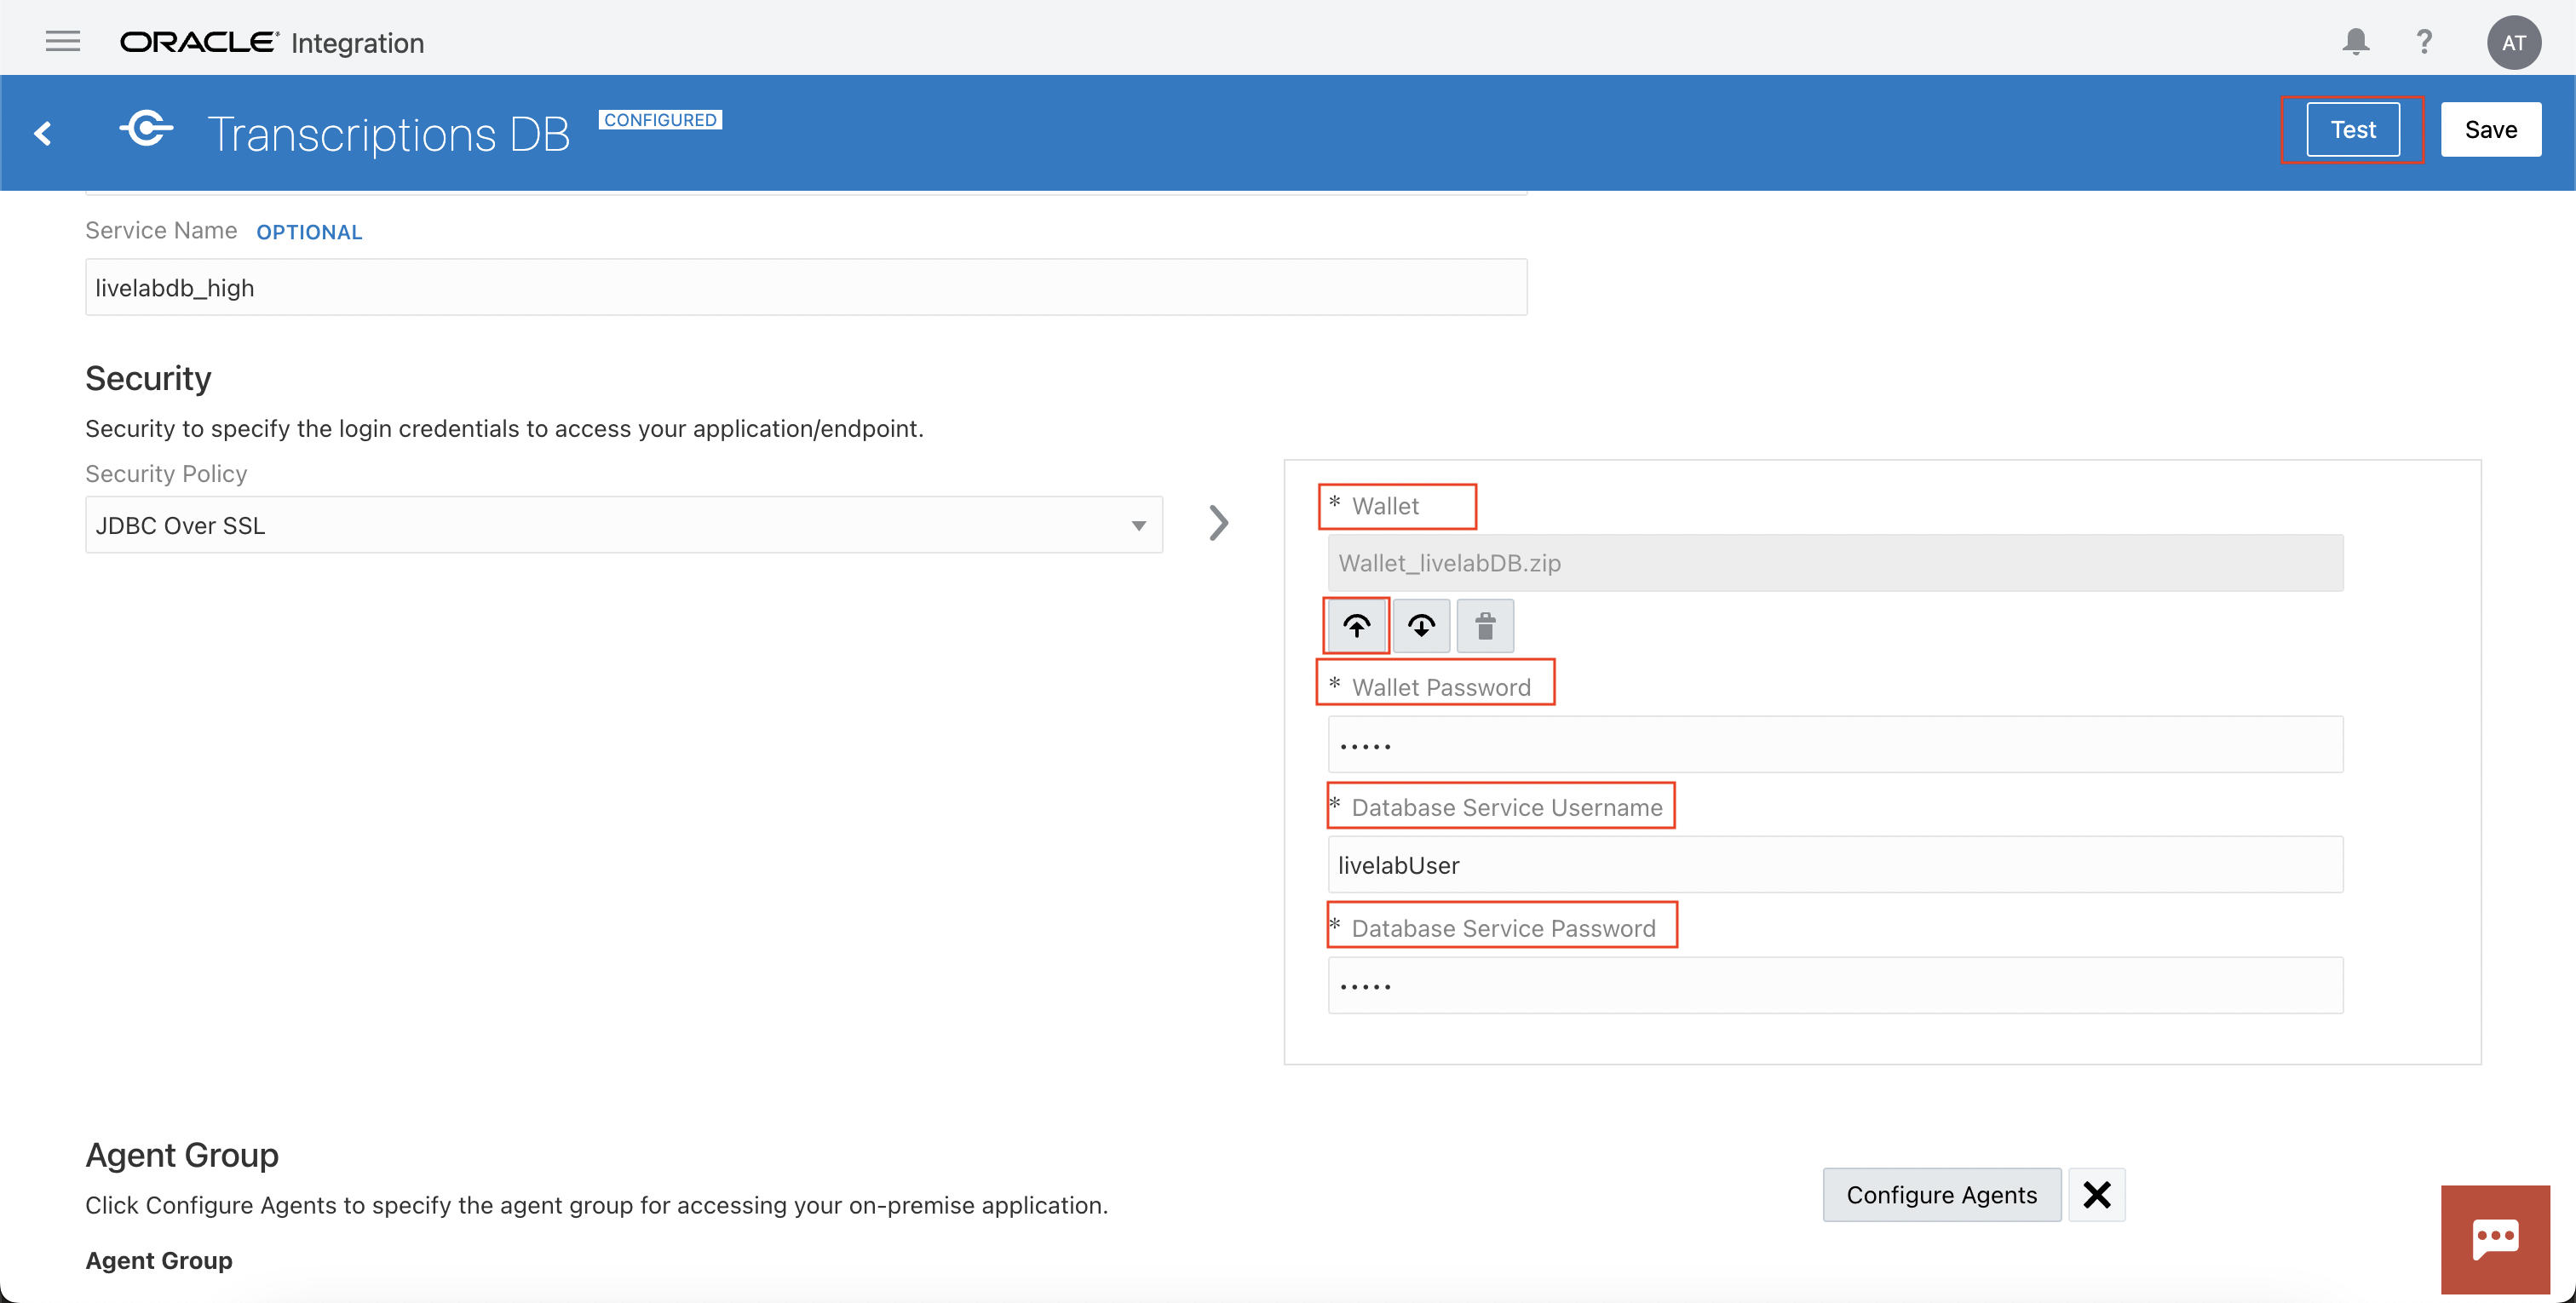 ORACLE Integration
?
AT
Transcriptions DB
CONFIGURED
Test
Save
Service Name OPTIONAL
livelabdb_high
Security
Security to specify the login credentials to access your application/endpoint.
Security Policy
JDBC Over SSL
* Wallet
Wallet_livelabDB.zip
* Wallet Password
•••••
* Database Service Username
livelabUser
* Database Service Password
•••••
Agent Group
Click Configure Agents to specify the agent group for accessing your on-premise application.
Configure Agents
Agent Group